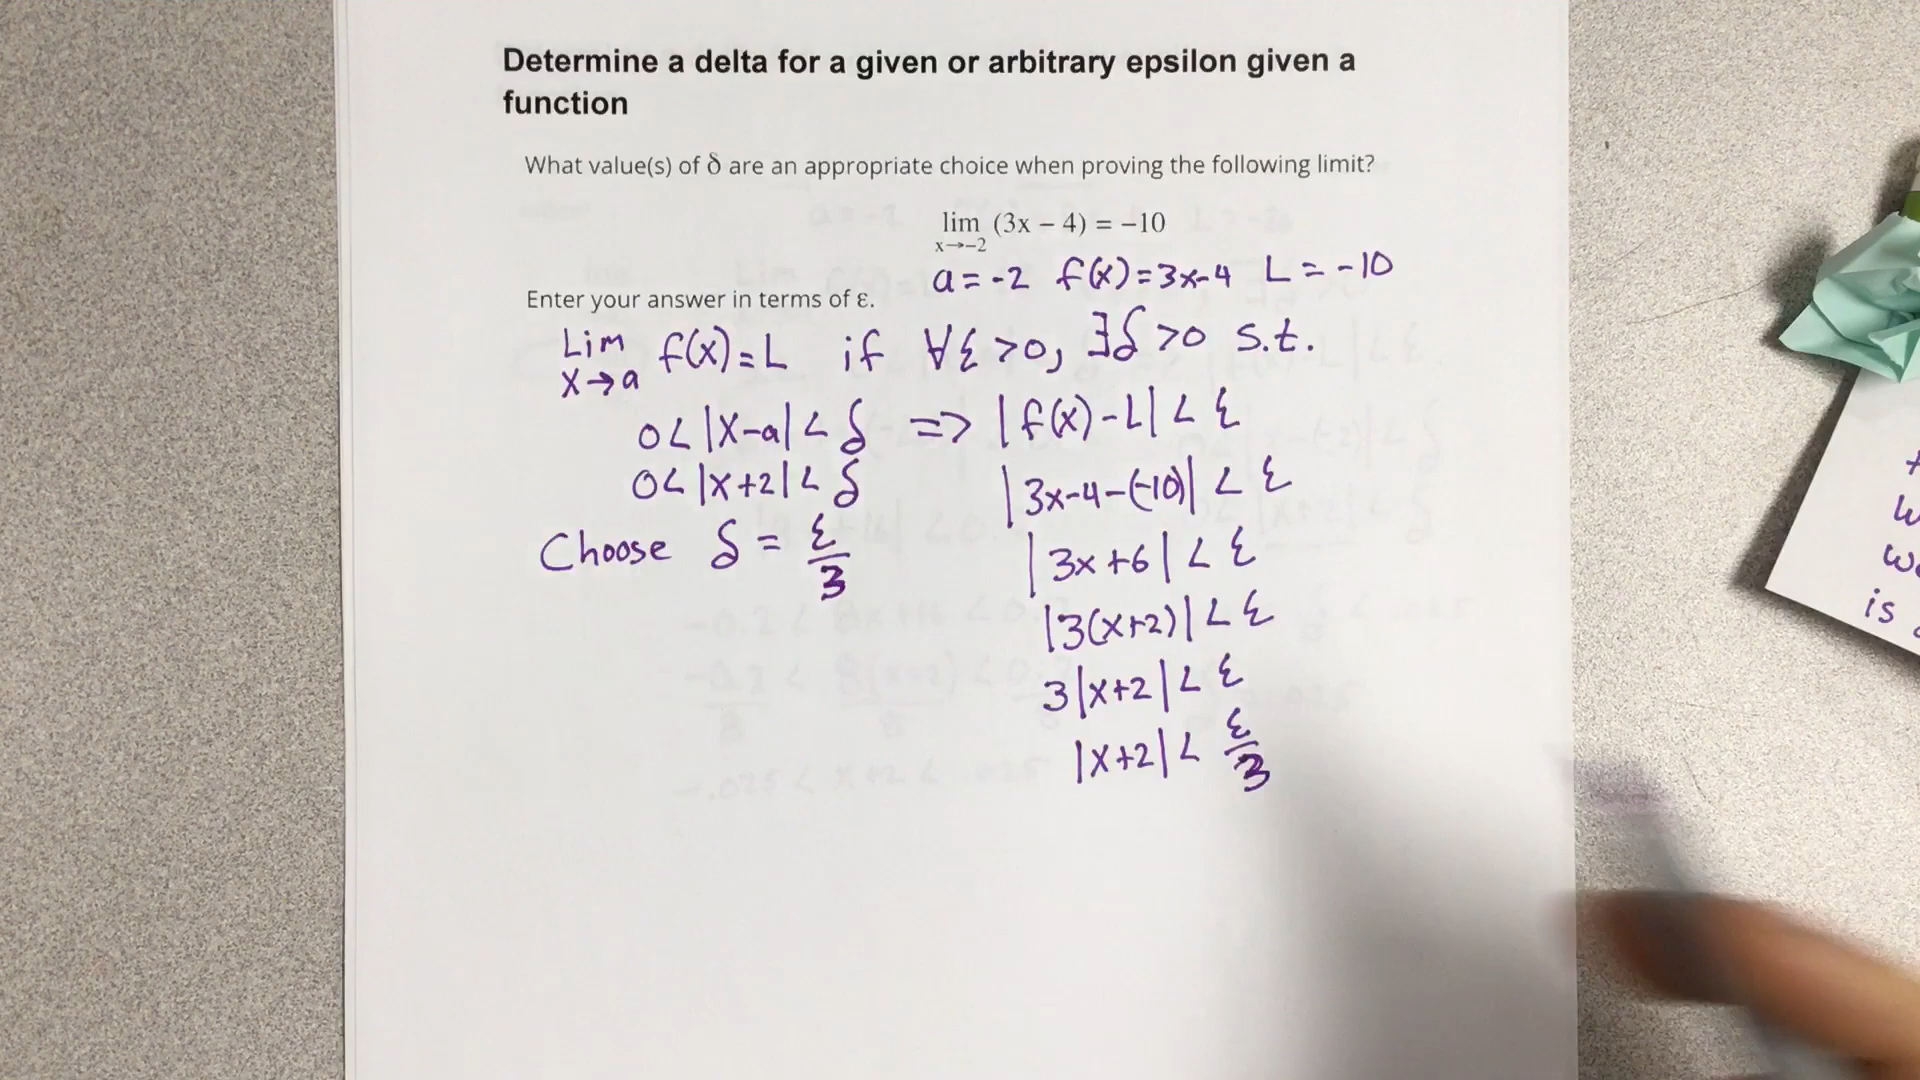 Determine a delta for a given or arbitrary epsilon given a
function
What value(s) of δ are an appropriate choice when proving the following limit?
lim (3x – 4) = –10
x→–2
a = -2 f(x)=3x-4 L = -10
Enter your answer in terms of ε.
Lim f(x)=L if ∀ε>0, ∃δ>0 s.t.
x→a
0<|x-a|<δ => |f(x)-L|<ε
0<|x+2|<δ |3x-4-(-10)|<ε
Choose δ = ε/3 |3x+6|<ε
|3(x+2)|<ε
3|x+2|<ε
|x+2|<ε/3
is